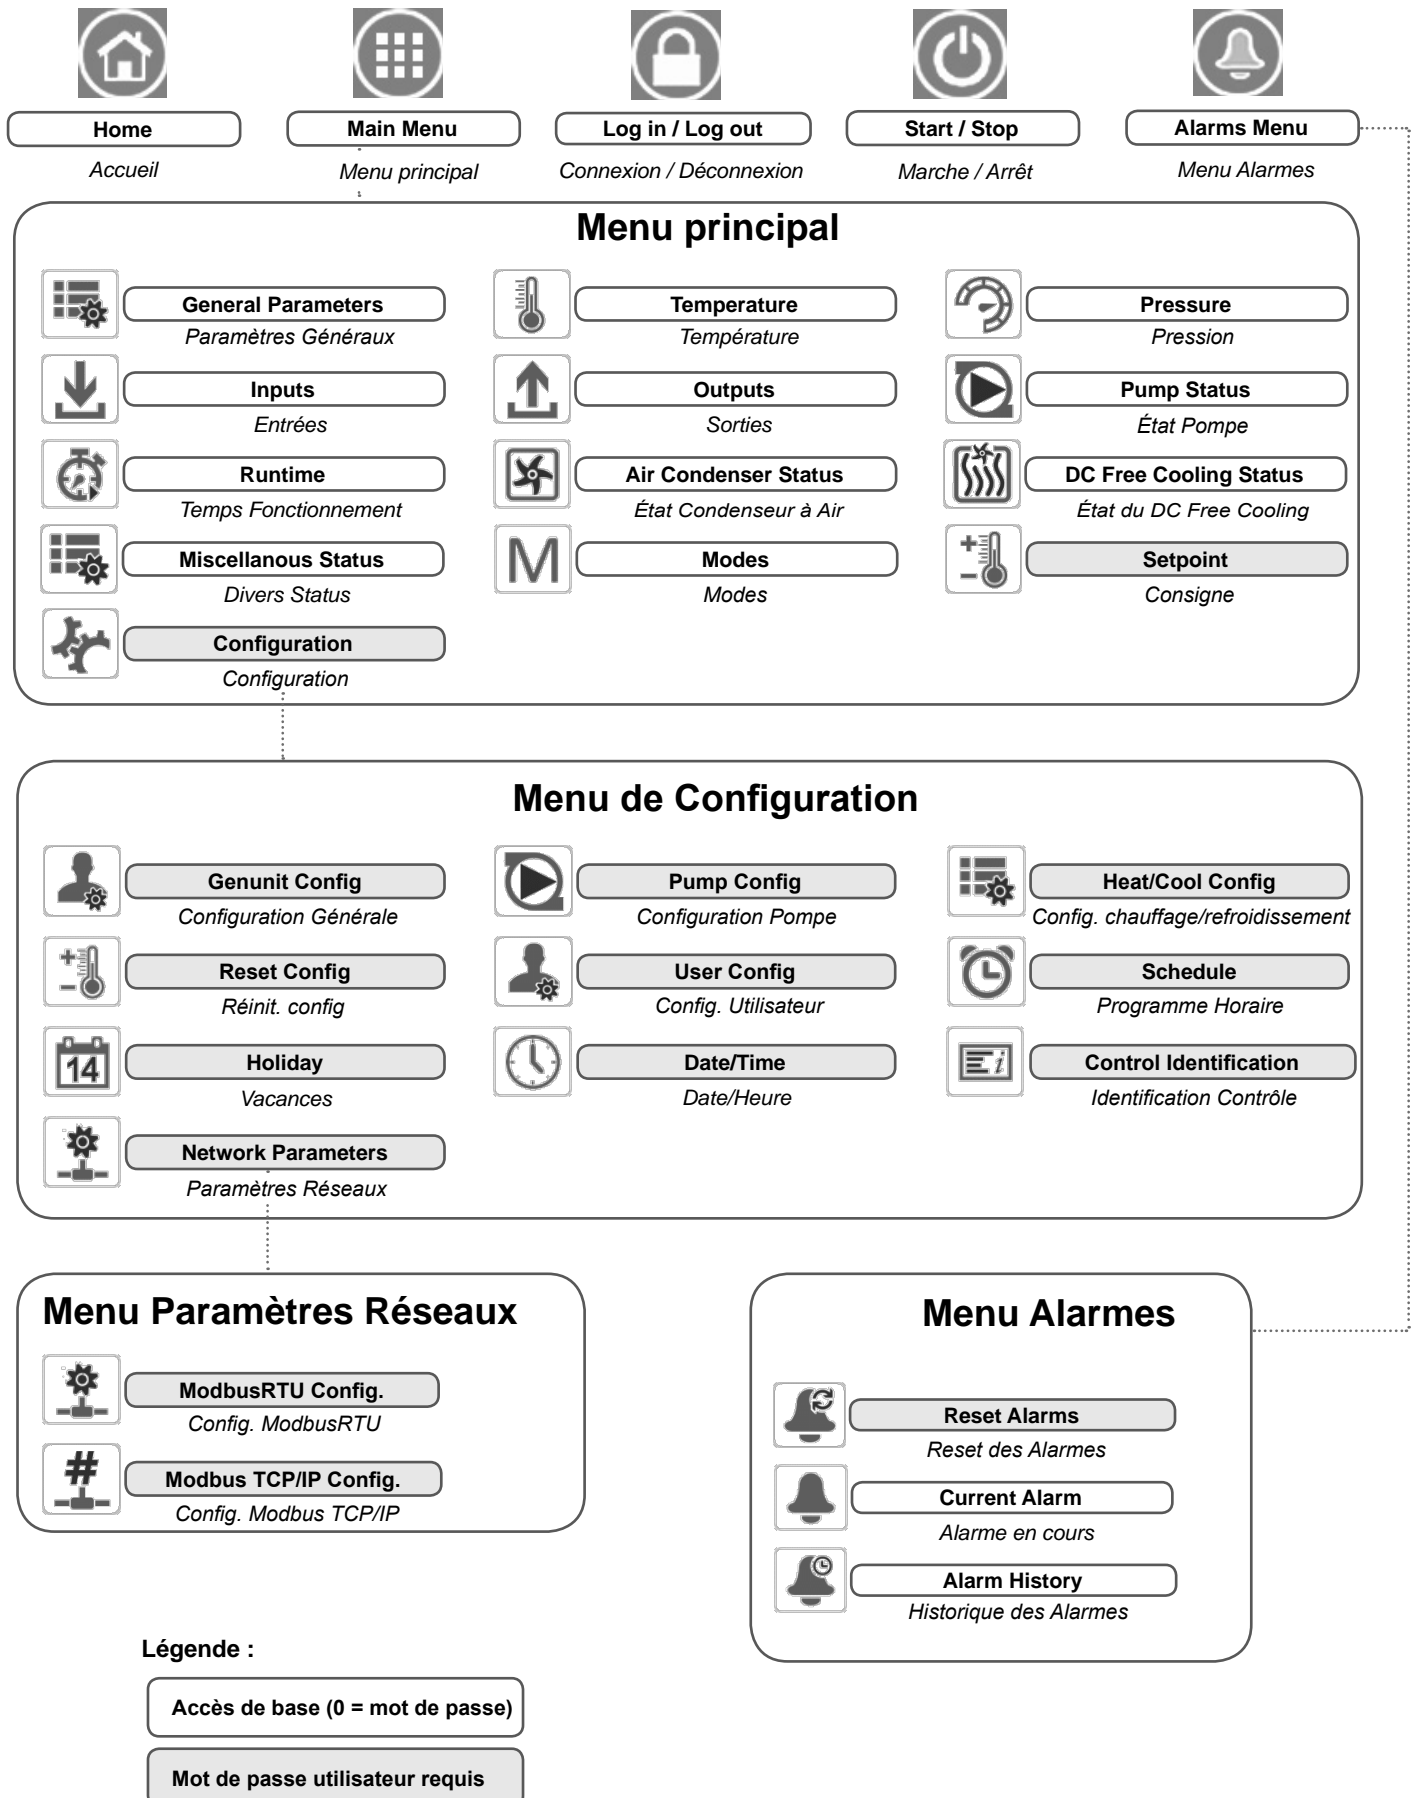 Home
Main Menu
Log in / Log out
Start / Stop
Alarms Menu
Accueil
Menu principal
Connexion / Déconnexion
Marche / Arrêt
Menu Alarmes
Menu principal
General Parameters
Paramètres Généraux
Temperature
Température
Pressure
Pression
Inputs
Entrées
Outputs
Sorties
Pump Status
État Pompe
Runtime
Temps Fonctionnement
Air Condenser Status
État Condenseur à Air
DC Free Cooling Status
État du DC Free Cooling
Miscellanous Status
Divers Status
M
Modes
Modes
Setpoint
Consigne
Configuration
Configuration
Menu de Configuration
Genunit Config
Configuration Générale
Pump Config
Configuration Pompe
Heat/Cool Config
Config. chauffage/refroidissement
Reset Config
Réinit. config
User Config
Config. Utilisateur
Schedule
Programme Horaire
14
Holiday
Vacances
Date/Time
Date/Heure
i
Control Identification
Identification Contrôle
Network Parameters
Paramètres Réseaux
Menu Paramètres Réseaux
ModbusRTU Config.
Config. ModbusRTU
#
Modbus TCP/IP Config.
Config. Modbus TCP/IP
Menu Alarmes
Reset Alarms
Reset des Alarmes
Current Alarm
Alarme en cours
Alarm History
Historique des Alarmes
Légende :
Accès de base (0 = mot de passe)
Mot de passe utilisateur requis